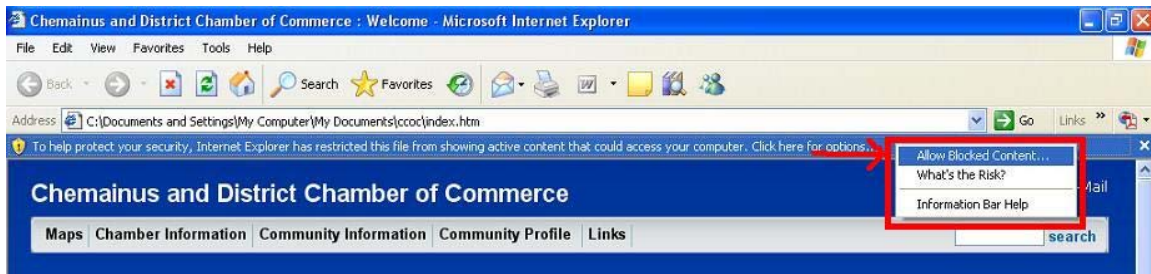 Chemainus and District Chamber of Commerce : Welcome - Microsoft Internet Explorer
File Edit View Favorites Tools Help
Back Search Favorites
Address C:\Documents and Settings\My Computer\My Documents\ccoc\index.htm Go Links »
To help protect your security, Internet Explorer has restricted this file from showing active content that could access your computer. Click here for options...
Allow Blocked Content...
What's the Risk?
Information Bar Help
Chemainus and District Chamber of Commerce
Mail
Maps Chamber Information Community Information Community Profile Links search